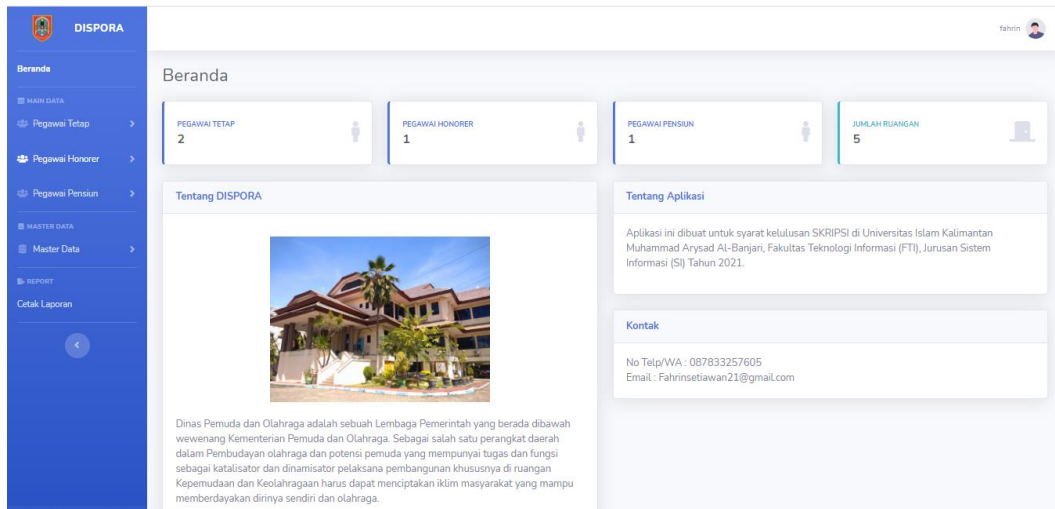 DISPORA
fahrin
Beranda
MAIN DATA
Pegawai Tetap
Pegawai Honorer
Pegawai Pensiun
MASTER DATA
Master Data
REPORT
Cetak Laporan
Beranda
PEGAWAI TETAP
2
PEGAWAI HONORER
1
PEGAWAI PENSIUN
1
JUMLAH RUANGAN
5
Tentang DISPORA
Dinas Pemuda dan Olahraga adalah sebuah Lembaga Pemerintah yang berada dibawah
wewenang Kementerian Pemuda dan Olahraga. Sebagai salah satu perangkat daerah
dalam Pembudayan olahraga dan potensi pemuda yang mempunyai tugas dan fungsi
sebagai katalisator dan dinamisator pelaksana pembangunan khususnya di ruangan
Kepemudaan dan Keolahragaan harus dapat menciptakan iklim masyarakat yang mampu
memberdayakan dirinya sendiri dan olahraga.
Tentang Aplikasi
Aplikasi ini dibuat untuk syarat kelulusan SKRIPSI di Universitas Islam Kalimantan
Muhammad Arysad Al-Banjari, Fakultas Teknologi Informasi (FTI), Jurusan Sistem
Informasi (SI) Tahun 2021.
Kontak
No Telp/WA : 087833257605
Email : Fahrinsetiawan21@gmail.com